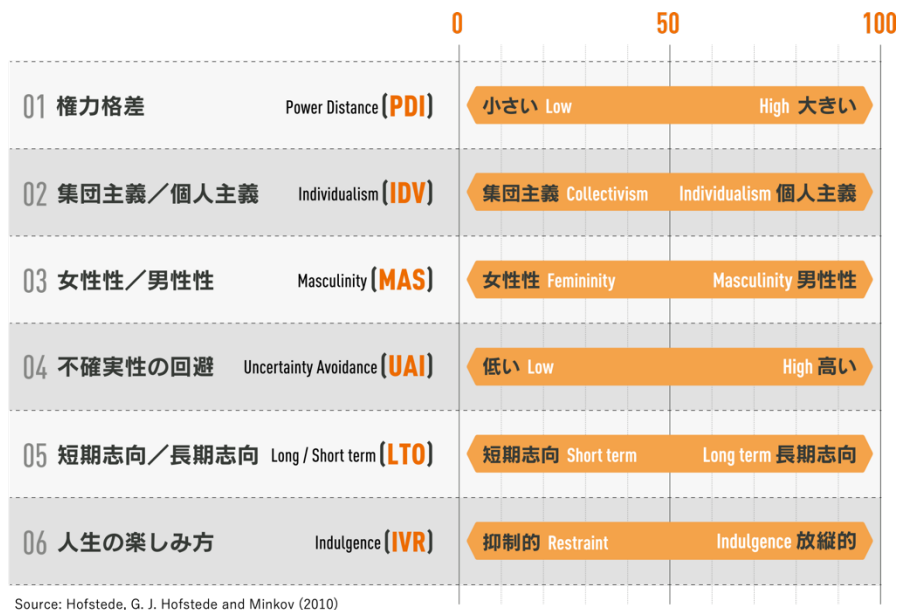 0 50 100
01 権力格差 Power Distance (PDI) 小さい Low High 大きい
02 集団主義／個人主義 Individualism (IDV) 集団主義 Collectivism Individualism 個人主義
03 女性性／男性性 Masculinity (MAS) 女性性 Femininity Masculinity 男性性
04 不確実性の回避 Uncertainty Avoidance (UAI) 低い Low High 高い
05 短期志向／長期志向 Long / Short term (LTO) 短期志向 Short term Long term 長期志向
06 人生の楽しみ方 Indulgence (IVR) 抑制的 Restraint Indulgence 放縦的
Source: Hofstede, G. J. Hofstede and Minkov (2010)